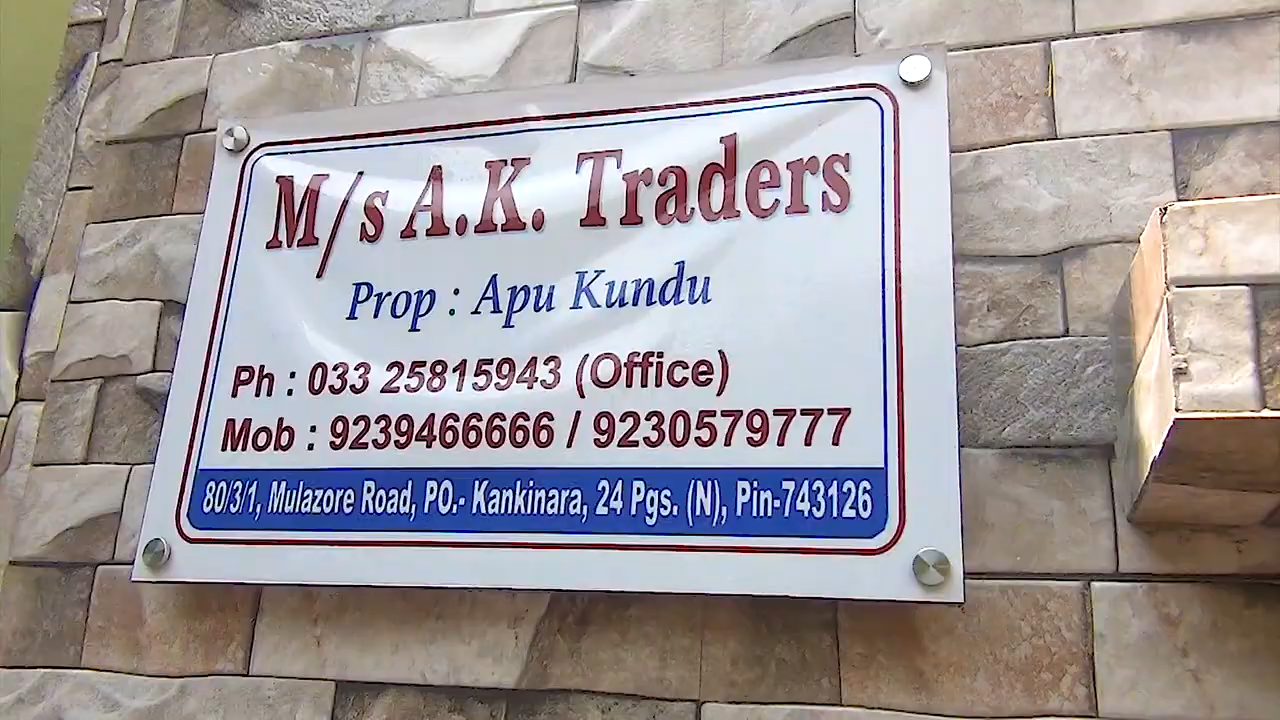 M/s A.K. Traders
Prop : Apu Kundu
Ph : 033 25815943 (Office)
Mob : 9239466666 / 9230579777
80/3/1, Mulazore Road, PO.- Kankinara, 24 Pgs. (N), Pin-743126